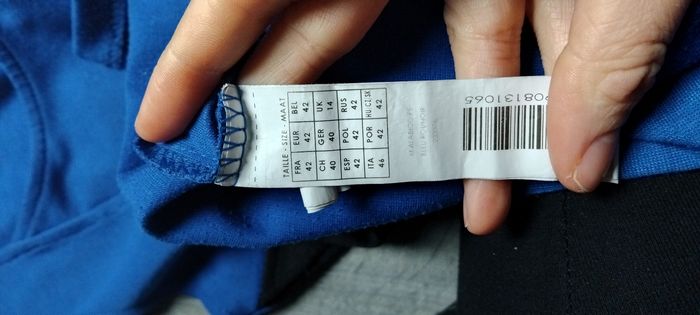 TAILLE - SIZE - MAAT
FRA EUR BEL
42 42 42
CH GER UK
40 40 14
ESP POL RUS
42 42 42
ITA POR HU.CZ.SK
46 42 42
P08131065